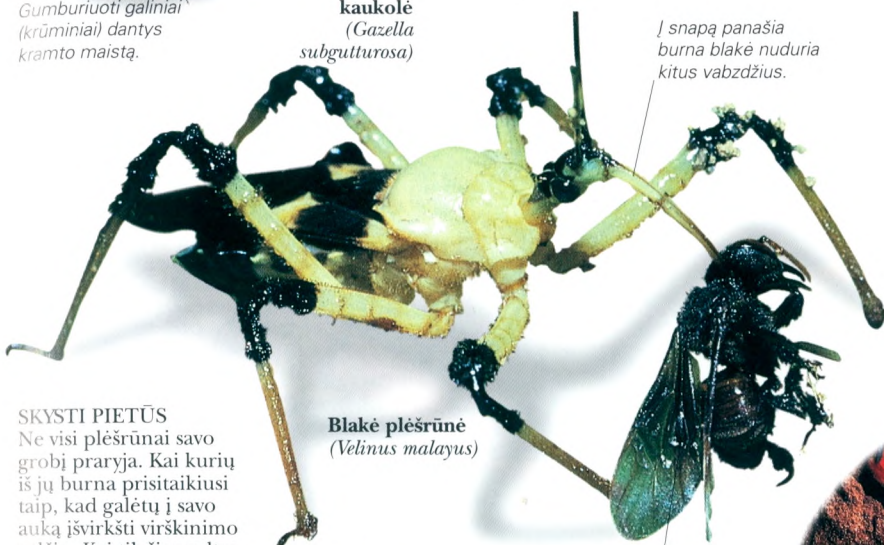 Gumburiuoti galiniai
(krūminiai) dantys
kramto maistą.
kaukolė
(Gazella
subgutturosa)
Į snapą panašia
burna blakė nuduria
kitus vabzdžius.
Blakė plėšrūnė
(Velinus malayus)
SKYSTI PIETŪS
Ne visi plėšrūnai savo
grobį praryja. Kai kurių
iš jų burna prisitaikiusi
taip, kad galėtų į savo
auką įšvirkšti virškinimo